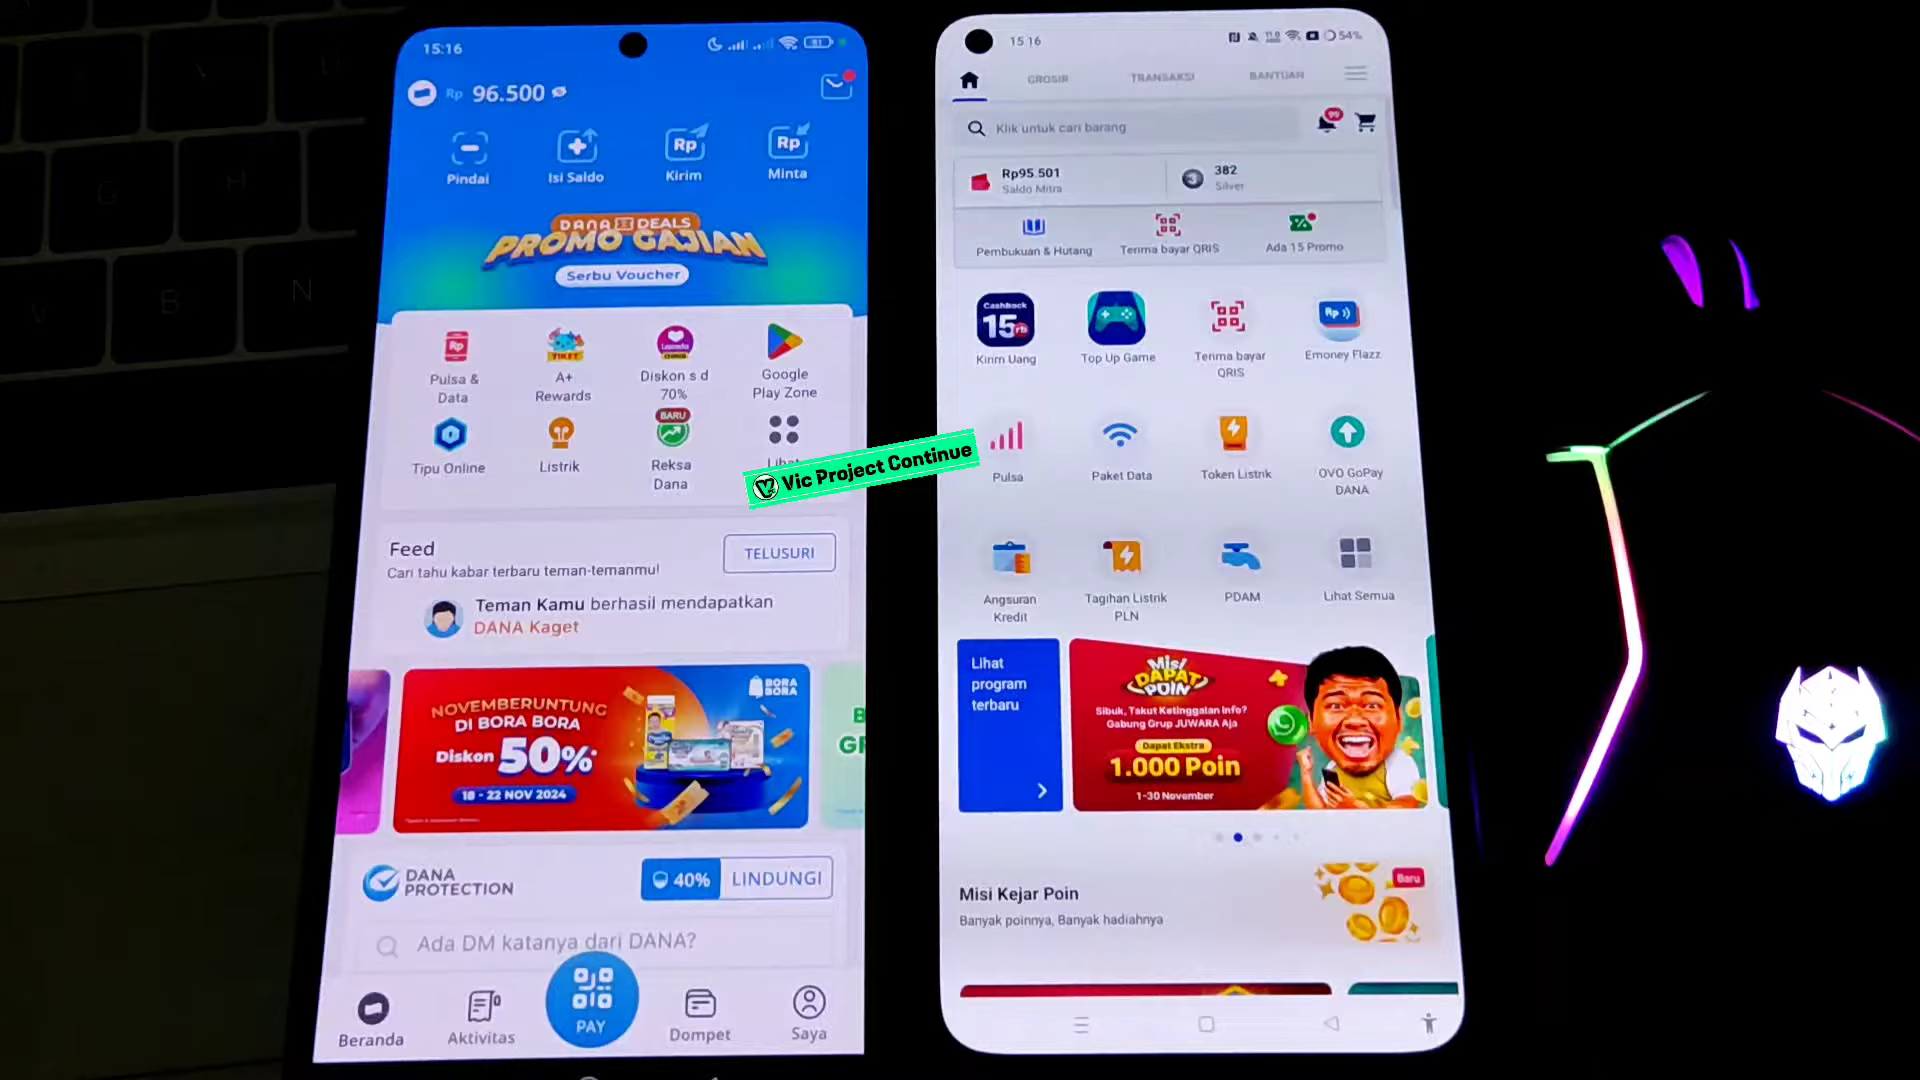 15:16
Rp 96.500
Pindai
Isi Saldo
Rp
Kirim
Rp
Minta
DANA DEALS
PROMO GAJIAN
Serbu Voucher
Rp
Pulsa &
Data
TIKET
A+
Rewards
Diskon s d
70%
Google
Play Zone
Tipu Online
Listrik
BARU
Reksa
Dana
Vic Project Continue
Feed
Cari tahu kabar terbaru teman-temanmu!
TELUSURI
Teman Kamu berhasil mendapatkan
DANA Kaget
NOVEMBERUNTUNG
DI BORA BORA
Diskon 50%*
18 - 22 NOV 2024
BORA
BORA
DANA
PROTECTION
40%
LINDUNGI
Ada DM katanya dari DANA?
Beranda
Aktivitas
PAY
Dompet
Saya
15 16
54%
GROSIR
TRANSAKSI
BANTUAN
Klik untuk cari barang
99
Rp95.501
Saldo Mitra
382
Silver
Pembukuan & Hutang
Terima bayar QRIS
Ada 15 Promo
Cashback
15rb
Kirim Uang
Top Up Game
Terima bayar
QRIS
Rp
Emoney Flazz
Pulsa
Paket Data
Token Listrik
OVO GoPay
DANA
Angsuran
Kredit
Tagihan Listrik
PLN
PDAM
Lihat Semua
Lihat
program
terbaru
Misi
DAPAT
POIN
Sibuk, Takut Ketinggalan Info?
Gabung Grup JUWARA Aja
Dapat Ekstra
1.000 Poin
1-30 November
Misi Kejar Poin
Banyak poinnya, Banyak hadiahnya
Baru